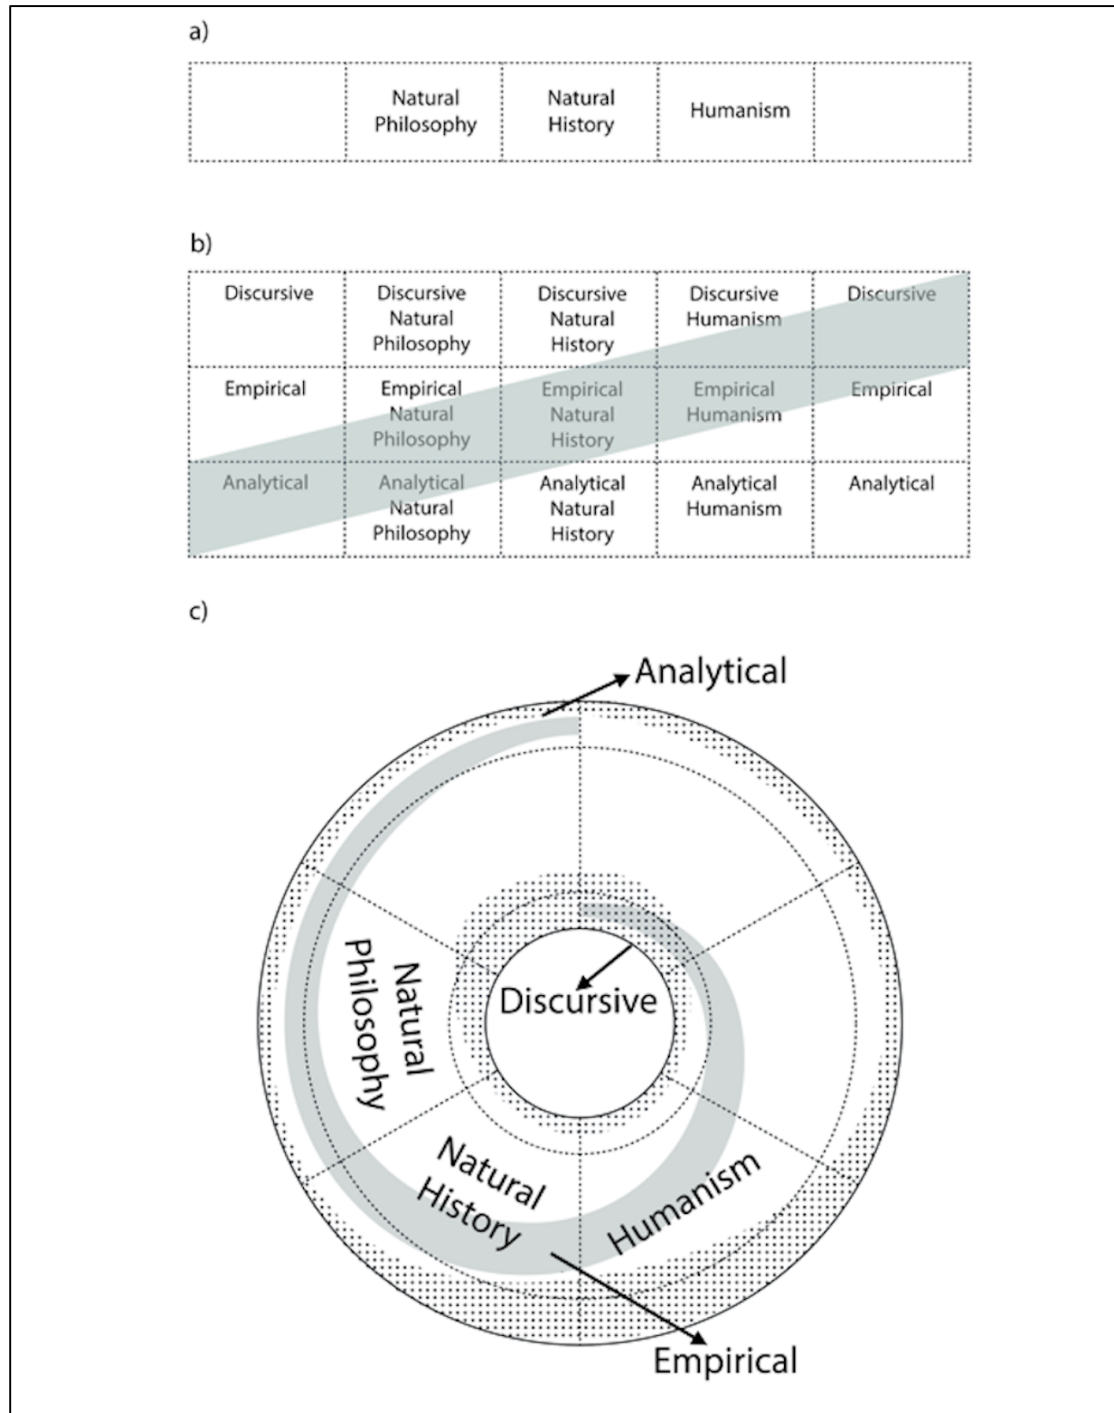 a)
Natural
Philosophy
Natural
History
Humanism
b)
Discursive
Discursive
Natural
Philosophy
Discursive
Natural
History
Discursive
Humanism
Discursive
Empirical
Empirical
Natural
Philosophy
Empirical
Natural
History
Empirical
Humanism
Empirical
Analytical
Analytical
Natural
Philosophy
Analytical
Natural
History
Analytical
Humanism
Analytical
c)
Analytical
Discursive
Natural
Philosophy
Natural
History
Humanism
Empirical